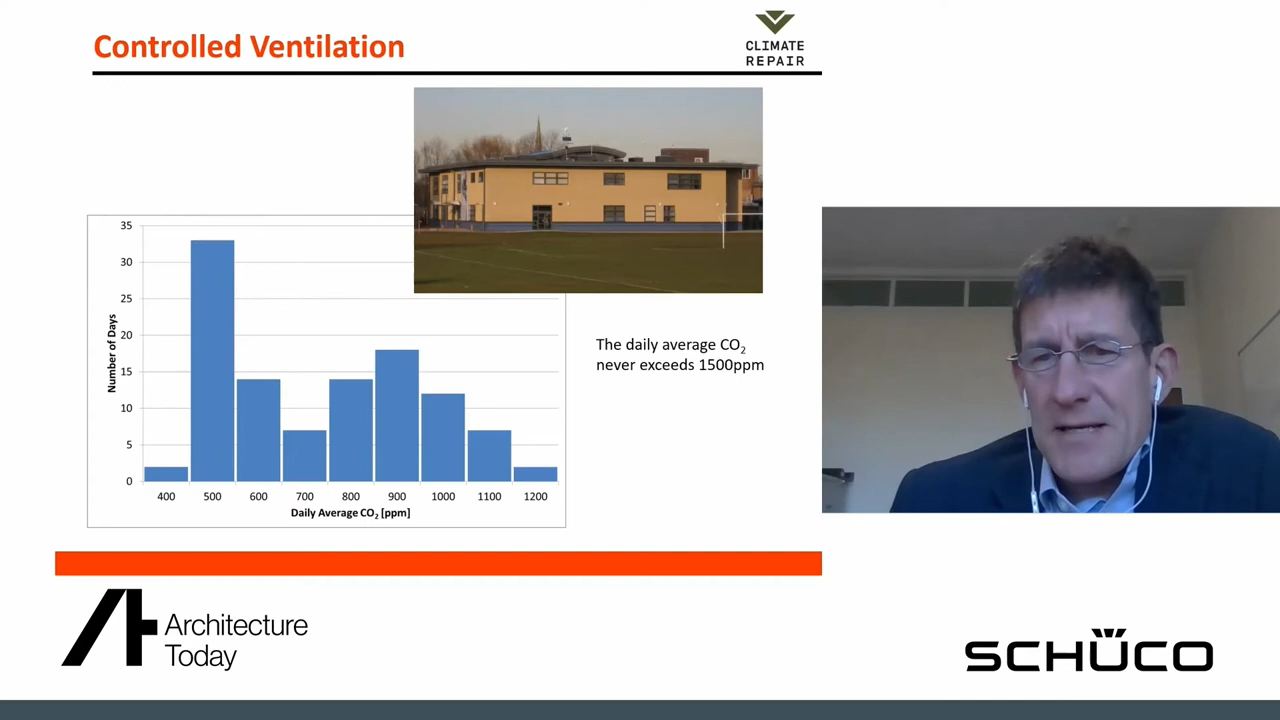 Controlled Ventilation
CLIMATE
REPAIR
35
30
25
20
15
10
5
0
Number of Days
400 500 600 700 800 900 1000 1100 1200
Daily Average CO2 [ppm]
The daily average CO2
never exceeds 1500ppm
Architecture
Today
SCHÜCO